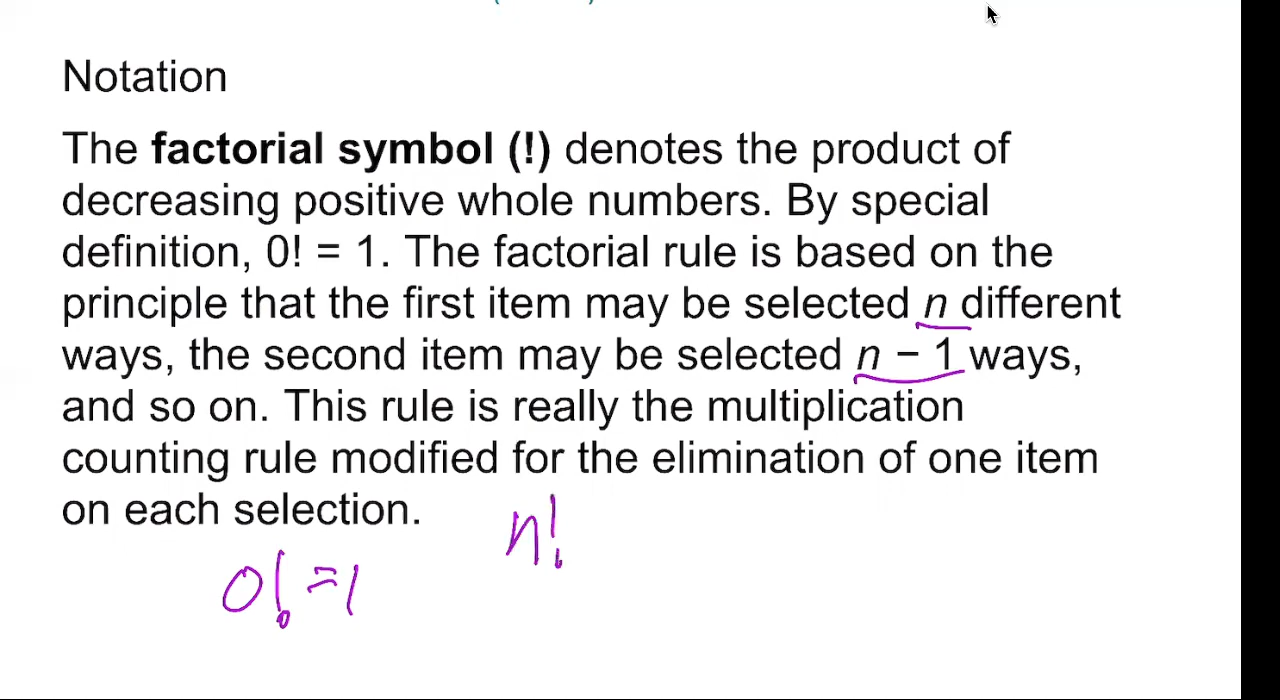 Notation
The factorial symbol (!) denotes the product of
decreasing positive whole numbers. By special
definition, 0! = 1. The factorial rule is based on the
principle that the first item may be selected n different
ways, the second item may be selected n − 1 ways,
and so on. This rule is really the multiplication
counting rule modified for the elimination of one item
on each selection.
n!
0! = 1